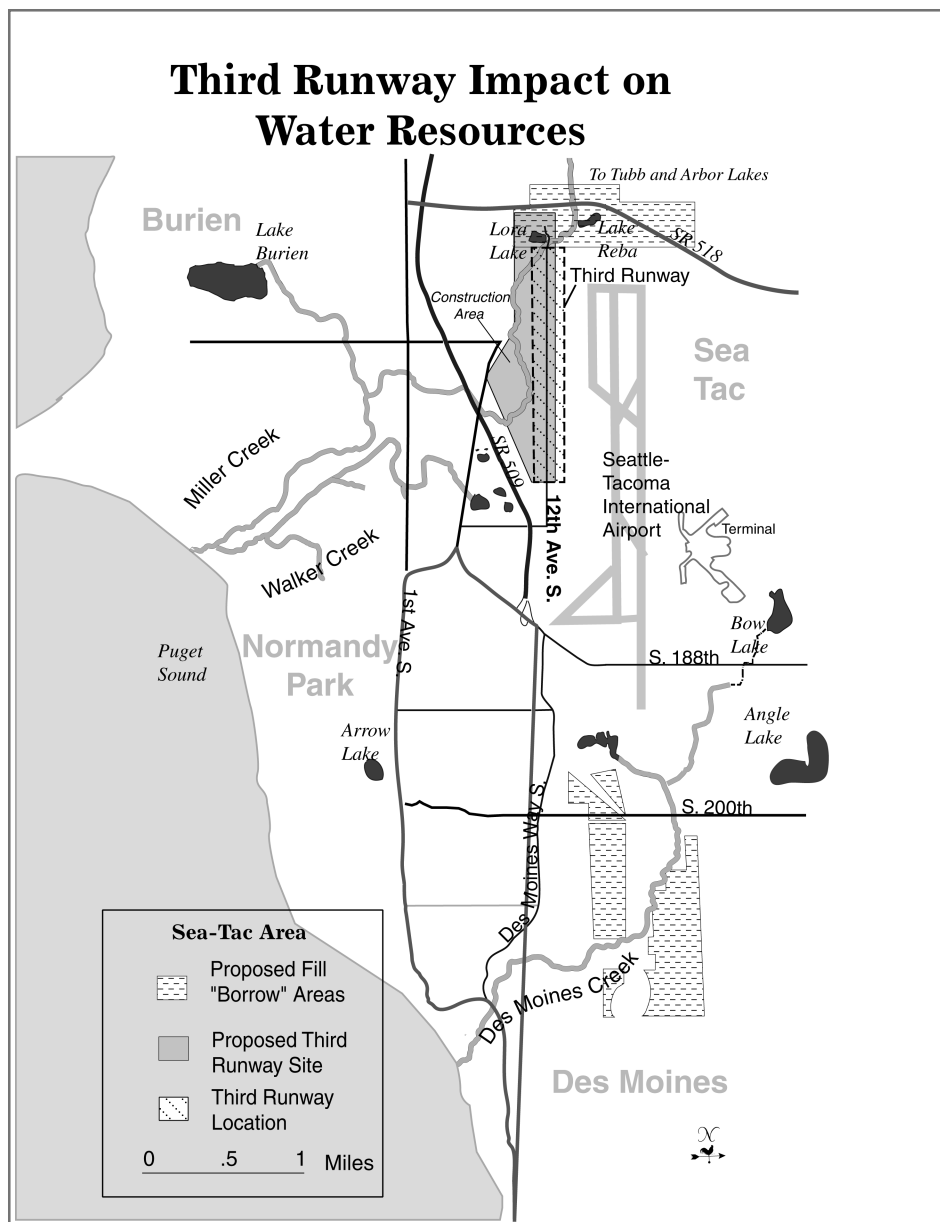 Third Runway Impact on
Water Resources
To Tubb and Arbor Lakes
Burien
Lake
Burien
Lora
Lake
Lake
Reba
SR 518
Third Runway
Construction
Area
Sea
Tac
Miller Creek
SR 509
Seattle-
Tacoma
International
Airport
12th Ave. S.
Terminal
Walker Creek
1st Ave. S.
Bow
Lake
Normandy
Park
Puget
Sound
S. 188th
Angle
Lake
Arrow
Lake
S. 200th
Des Moines Way S.
Des Moines Creek
Des Moines
Sea-Tac Area
Proposed Fill
"Borrow" Areas
Proposed Third
Runway Site
Third Runway
Location
0 .5 1 Miles
N